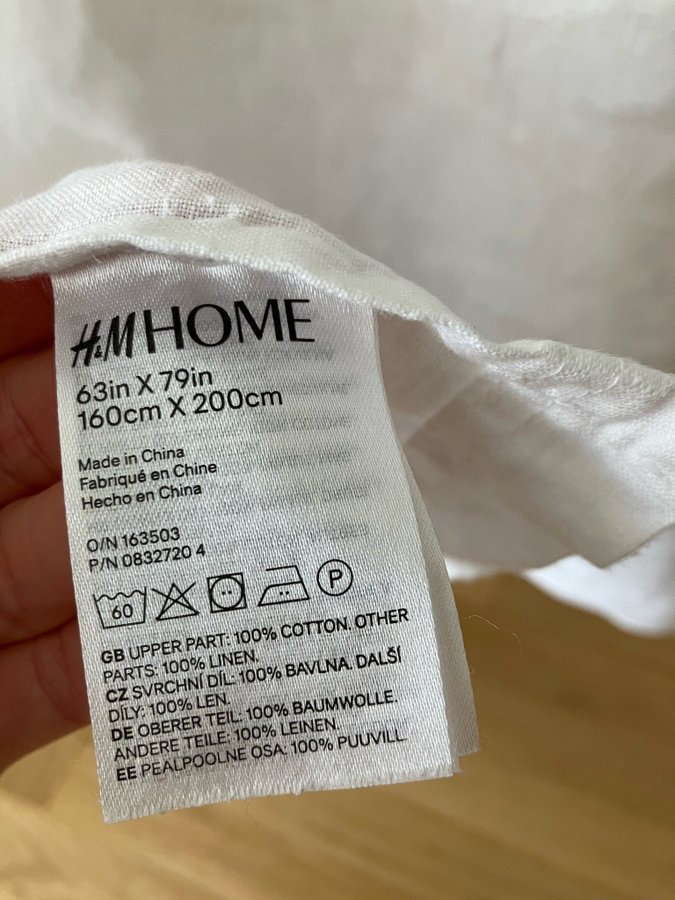 H&M HOME
63in X 79in
160cm X 200cm
Made in China
Fabriqué en Chine
Hecho en China
O/N 163503
P/N 0832720 4
60 P
GB UPPER PART: 100% COTTON. OTHER
PARTS: 100% LINEN.
CZ SVRCHNÍ DÍL: 100% BAVLNA. DALŠÍ
DÍLY: 100% LEN.
DE OBERER TEIL: 100% BAUMWOLLE.
ANDERE TEILE: 100% LEINEN.
EE PEALPOOLNE OSA: 100% PUUVILL.